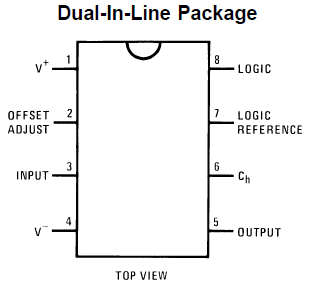 Dual-In-Line Package
V+ 1
8 LOGIC
OFFSET ADJUST 2
7 LOGIC REFERENCE
INPUT 3
6 Ch
V− 4
5 OUTPUT
TOP VIEW